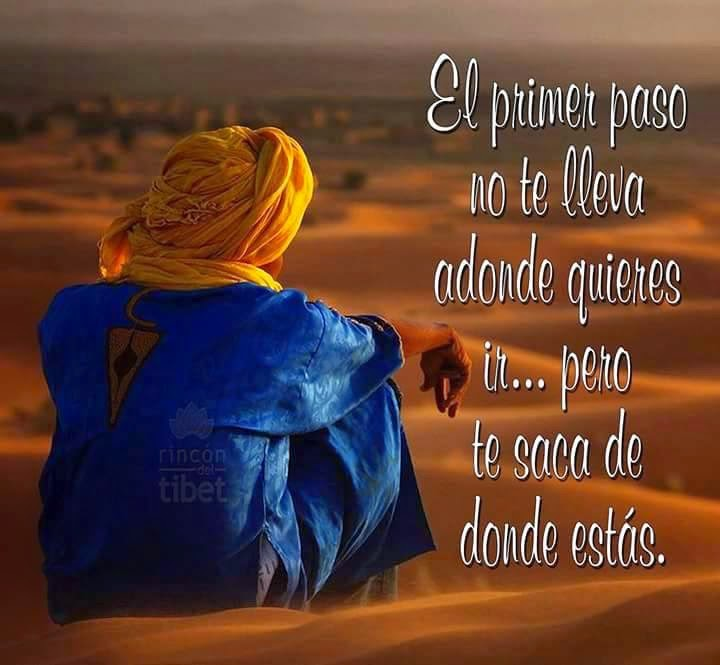 El primer paso
no te lleva
adonde quieres
ir... pero
te saca de
donde estás.
rincón
del
tibet